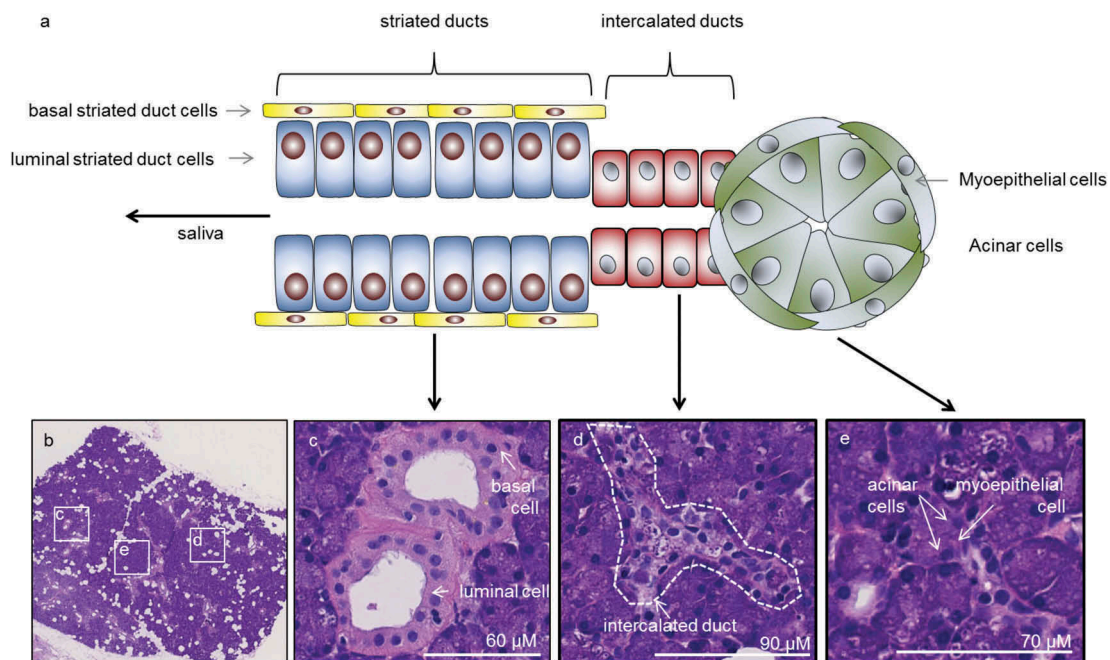 a
striated ducts
intercalated ducts
basal striated duct cells
luminal striated duct cells
Myoepithelial cells
saliva
Acinar cells
b
c
e
d
c
basal
cell
luminal cell
60 µM
d
intercalated duct
90 µM
e
acinar
cells
myoepithelial
cell
70 µM